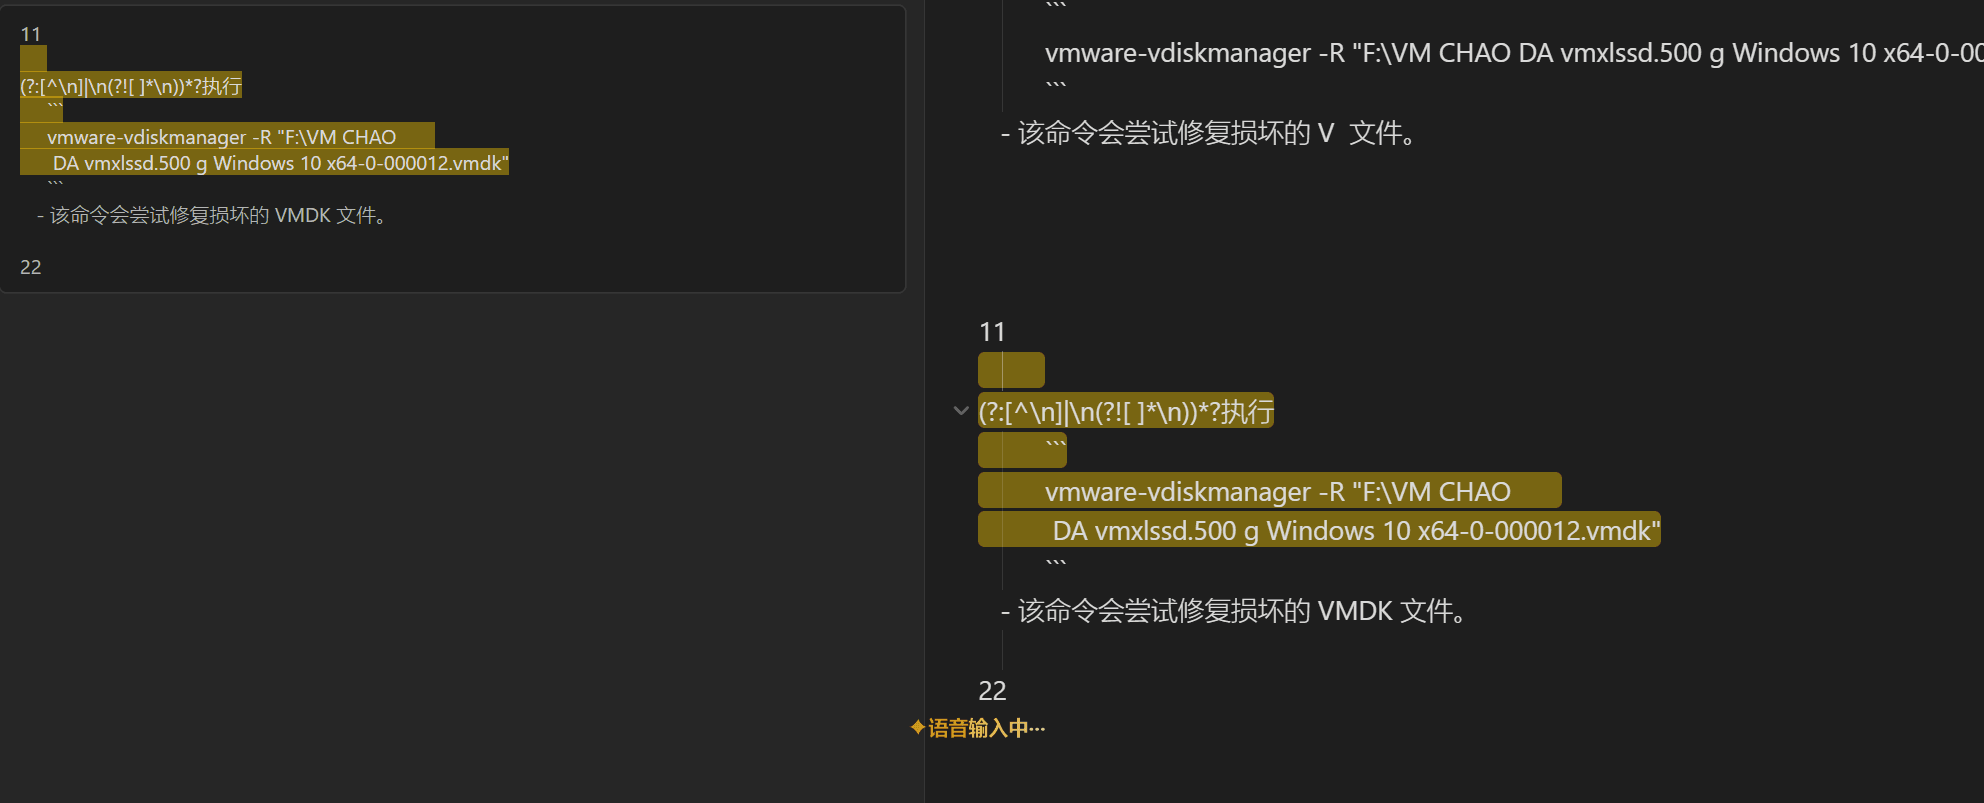 11
(?:[^\n]|\n(?![ ]*\n))*?执行
```
vmware-vdiskmanager -R "F:\VM CHAO
DA vmxlssd.500 g Windows 10 x64-0-000012.vmdk"
```
- 该命令会尝试修复损坏的 VMDK 文件。
22
```
vmware-vdiskmanager -R "F:\VM CHAO DA vmxlssd.500 g Windows 10 x64-0-00
```
- 该命令会尝试修复损坏的 V  文件。
11
(?:[^\n]|\n(?![ ]*\n))*?执行
```
vmware-vdiskmanager -R "F:\VM CHAO
DA vmxlssd.500 g Windows 10 x64-0-000012.vmdk"
```
- 该命令会尝试修复损坏的 VMDK 文件。
22
语音输入中···